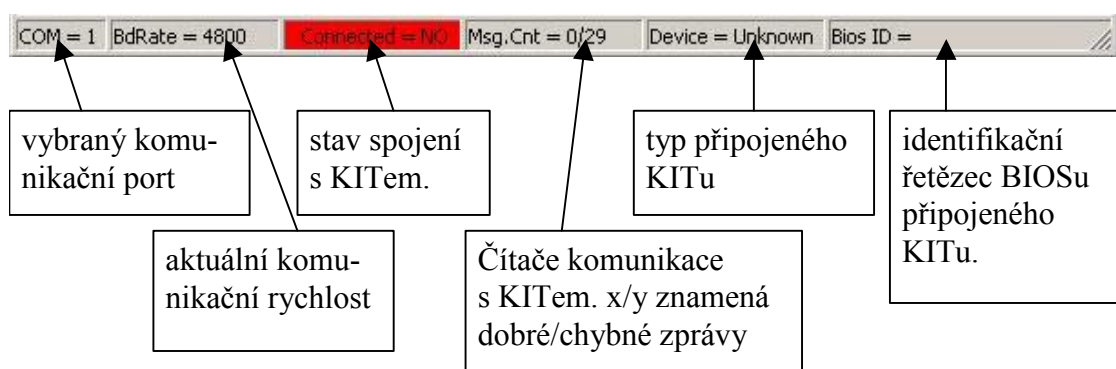 COM = 1 BdRate = 4800 Connected = NO Msg.Cnt = 0/29 Device = Unknown Bios ID =
vybraný komu-
nikační port
stav spojení
s KITem.
typ připojeného
KITu
identifikační
řetězec BIOSu
připojeného
KITu.
aktuální komu-
nikační rychlost
Čítače komunikace
s KITem. x/y znamená
dobré/chybné zprávy